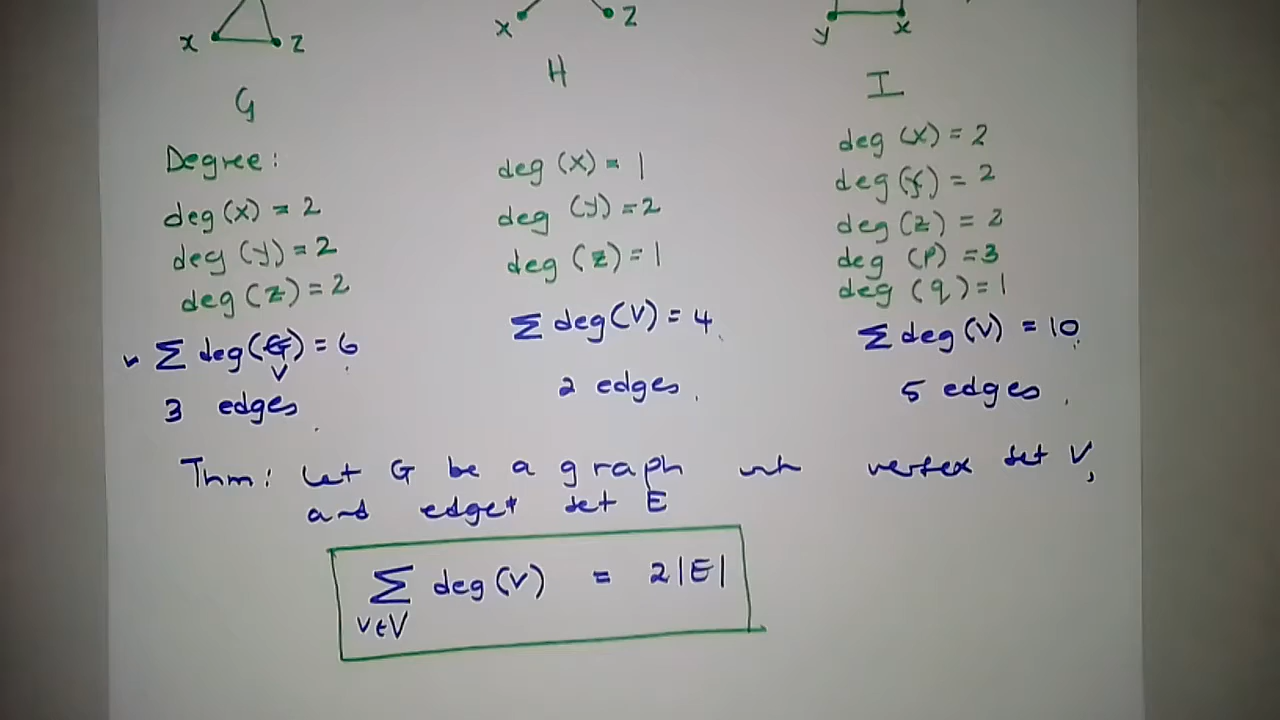 x z
x z
y x
G
H
I
Degree:
deg (x) = 2
deg (y) = 2
deg (z) = 2
Σ deg(G) = 6
V
3 edges
deg (x) = 1
deg (y) = 2
deg (z) = 1
Σ deg(V) = 4
2 edges
deg (x) = 2
deg (y) = 2
deg (z) = 2
deg (p) = 3
deg (q) = 1
Σ deg(V) = 10
5 edges
Thm: Let G be a graph with vertex set V,
and edge set E
Σ deg(v) = 2|E|
v∈V